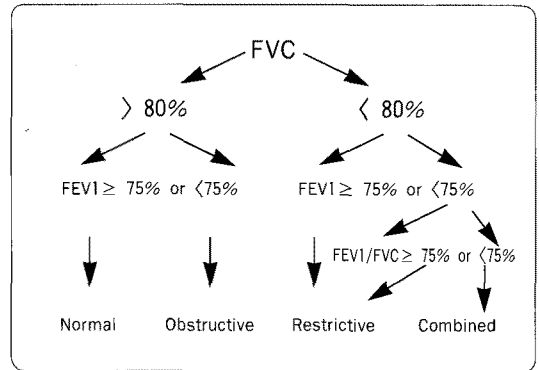 FVC
〉 80% 〈 80%
FEV1≥ 75% or 〈75% FEV1≥ 75% or 〈75%
FEV1/FVC≥ 75% or 〈75%
Normal Obstructive Restrictive Combined